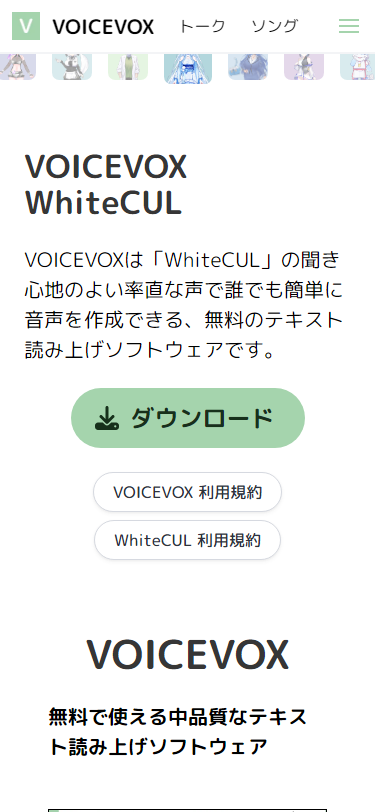 V VOICEVOX トーク ソング
VOICEVOX
WhiteCUL
VOICEVOXは「WhiteCUL」の聞き
心地のよい率直な声で誰でも簡単に
音声を作成できる、無料のテキスト
読み上げソフトウェアです。
ダウンロード
VOICEVOX 利用規約
WhiteCUL 利用規約
VOICEVOX
無料で使える中品質なテキス
ト読み上げソフトウェア